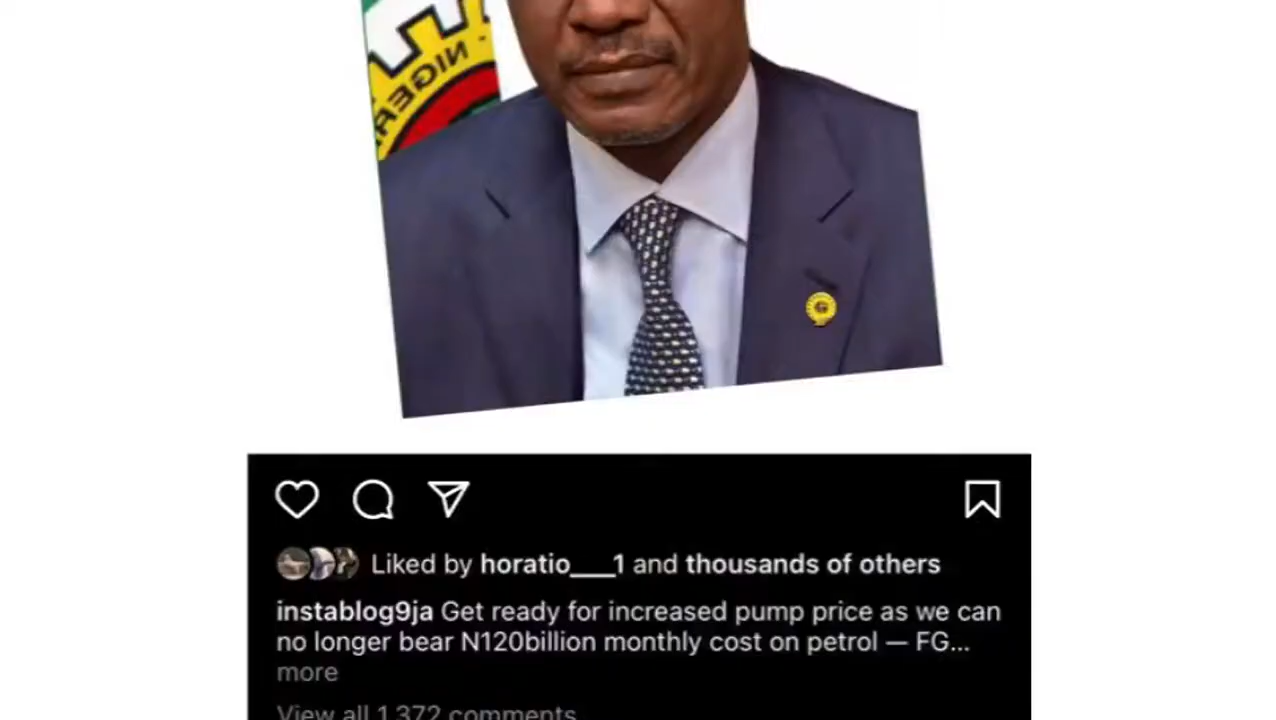 NIGERI
Liked by horatio___1 and thousands of others
instablog9ja Get ready for increased pump price as we can
no longer bear N120billion monthly cost on petrol — FG...
more
View all 1,372 comments